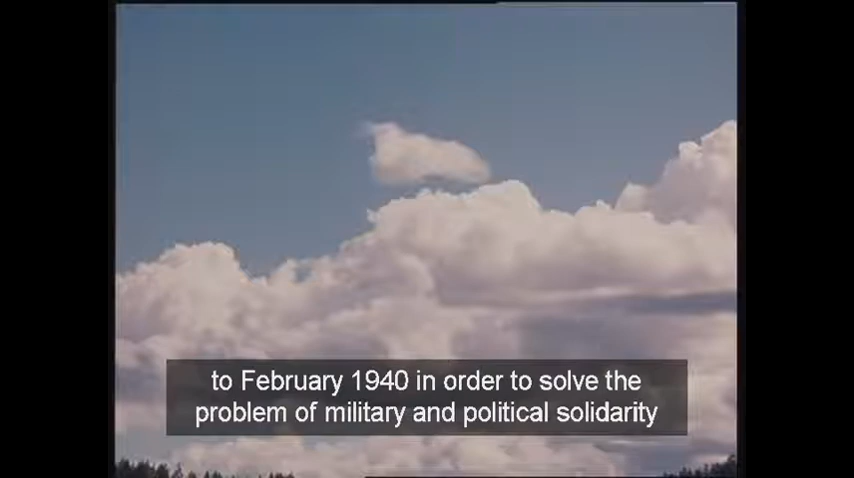 to February 1940 in order to solve the
problem of military and political solidarity